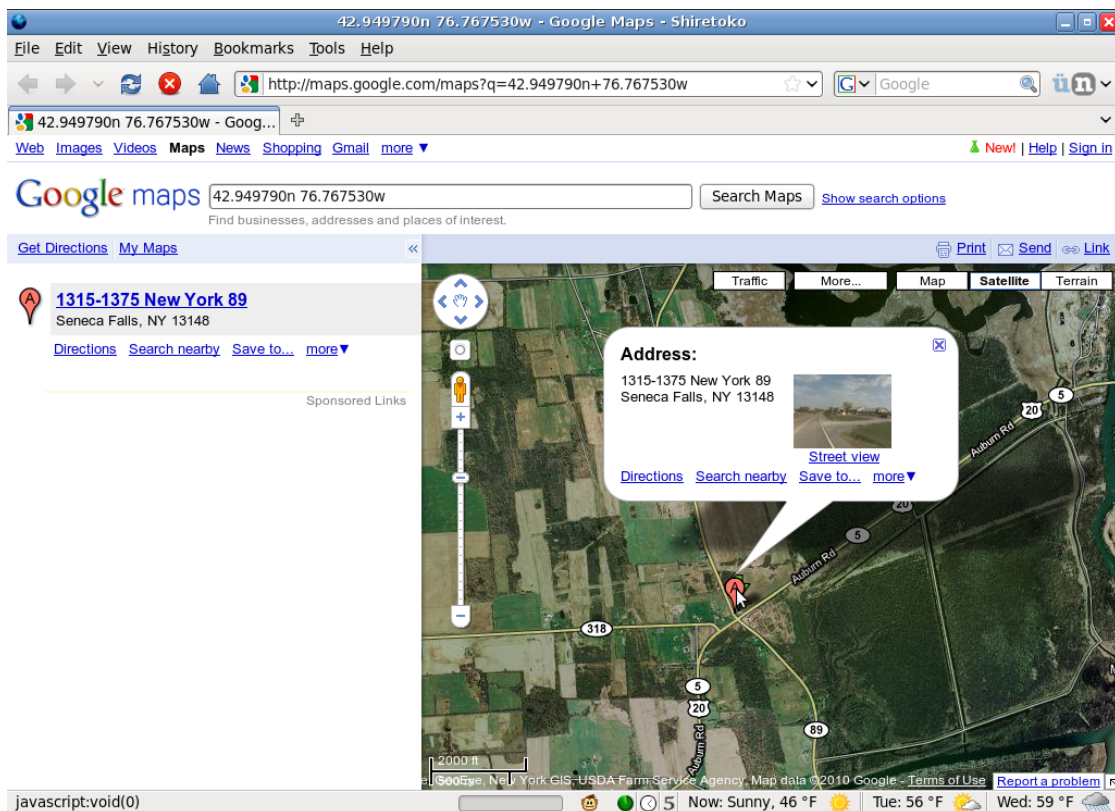 42.949790n 76.767530w - Google Maps - Shiretoko
File Edit View History Bookmarks Tools Help
http://maps.google.com/maps?q=42.949790n+76.767530w
G Google
ün
42.949790n 76.767530w - Goog...
Web Images Videos Maps News Shopping Gmail more ▼
New! | Help | Sign in
Google maps
42.949790n 76.767530w
Search Maps
Show search options
Find businesses, addresses and places of interest.
Get Directions My Maps
«
Print Send Link
A
1315-1375 New York 89
Seneca Falls, NY 13148
Directions Search nearby Save to... more▼
Sponsored Links
Traffic More... Map Satellite Terrain
Address:
1315-1375 New York 89
Seneca Falls, NY 13148
Street view
Directions Search nearby Save to... more▼
5
20
Auburn Rd
20
5
Auburn Rd
A
318
5
20
89
Auburn Rd
2000 ft
New York GIS, USDA Farm Service Agency, Map data ©2010 Google - Terms of Use
Report a problem
javascript:void(0)
5 Now: Sunny, 46 °F Tue: 56 °F Wed: 59 °F